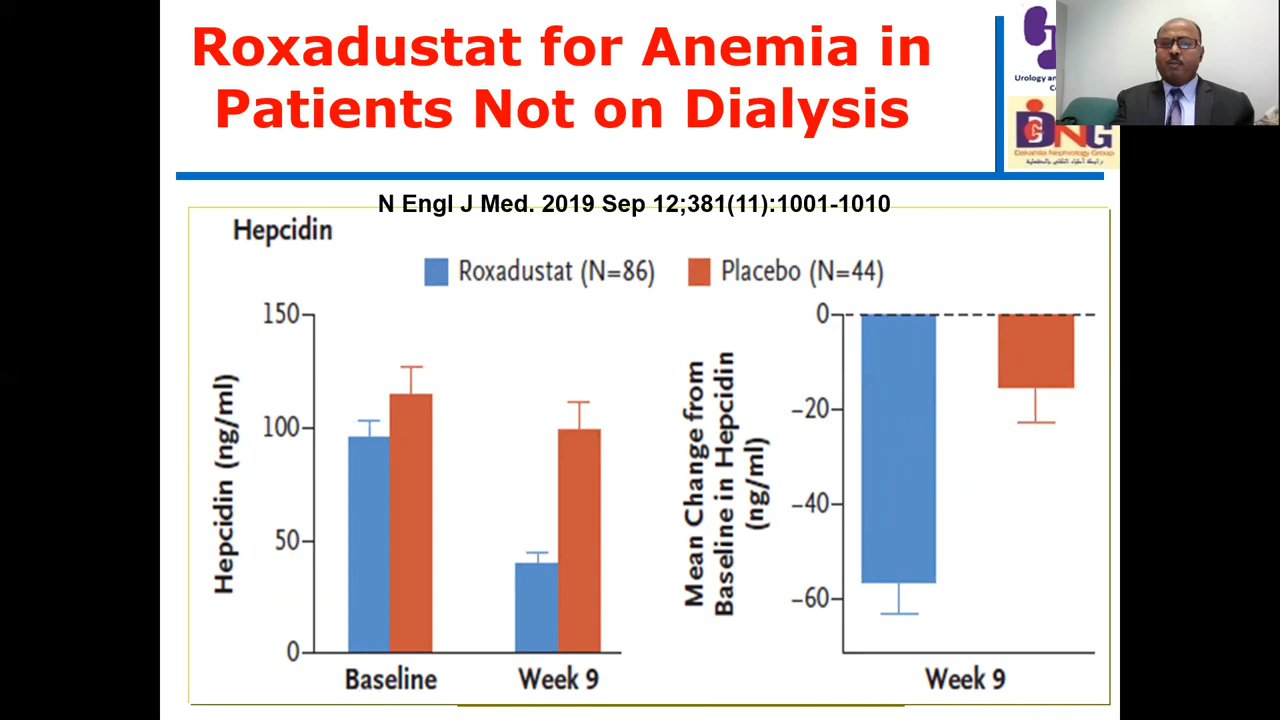 Roxadustat for Anemia in
Patients Not on Dialysis
Urology an
C
DNG
Dakahlia Nephrology Group
N Engl J Med. 2019 Sep 12;381(11):1001-1010
Hepcidin
Roxadustat (N=86)
Placebo (N=44)
Hepcidin (ng/ml)
150
100
50
0
Baseline
Week 9
Mean Change from
Baseline in Hepcidin
(ng/ml)
0
–20
–40
–60
Week 9